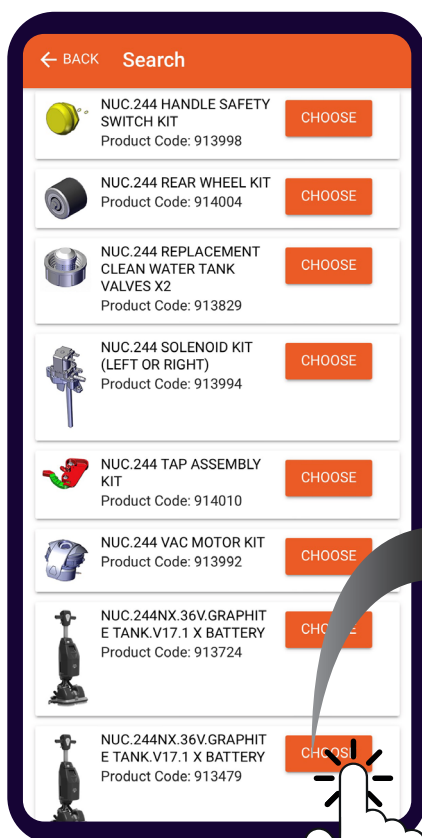 BACK Search
NUC.244 HANDLE SAFETY
SWITCH KIT
Product Code: 913998
CHOOSE
NUC.244 REAR WHEEL KIT
Product Code: 914004
CHOOSE
NUC.244 REPLACEMENT
CLEAN WATER TANK
VALVES X2
Product Code: 913829
CHOOSE
NUC.244 SOLENOID KIT
(LEFT OR RIGHT)
Product Code: 913994
CHOOSE
NUC.244 TAP ASSEMBLY
KIT
Product Code: 914010
CHOOSE
NUC.244 VAC MOTOR KIT
Product Code: 913992
CHOOSE
NUC.244NX.36V.GRAPHIT
E TANK.V17.1 X BATTERY
Product Code: 913724
CHOOSE
NUC.244NX.36V.GRAPHIT
E TANK.V17.1 X BATTERY
Product Code: 913479
CHOOSE